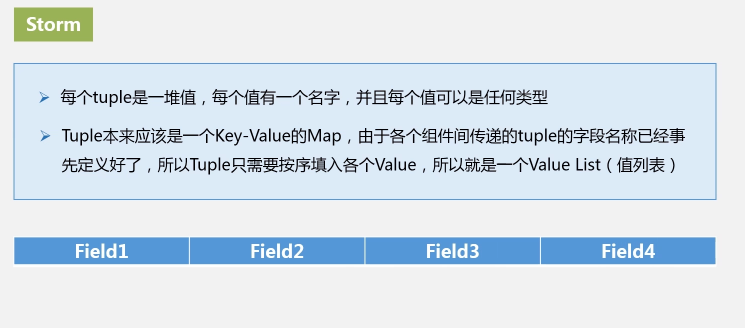 Storm
每个tuple是一堆值，每个值有一个名字，并且每个值可以是任何类型
Tuple本来应该是一个Key-Value的Map，由于各个组件间传递的tuple的字段名称已经事
先定义好了，所以Tuple只需要按序填入各个Value，所以就是一个Value List（值列表）
Field1 Field2 Field3 Field4